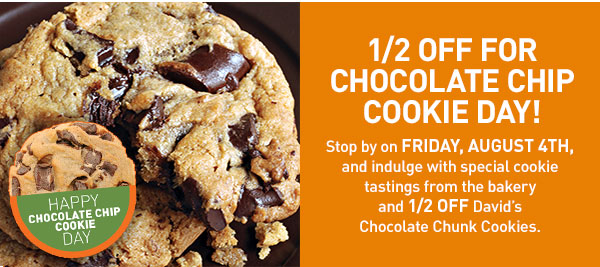 HAPPY
CHOCOLATE CHIP
COOKIE
DAY
1/2 OFF FOR
CHOCOLATE CHIP
COOKIE DAY!
Stop by on FRIDAY, AUGUST 4TH,
and indulge with special cookie
tastings from the bakery
and 1/2 OFF David's
Chocolate Chunk Cookies.